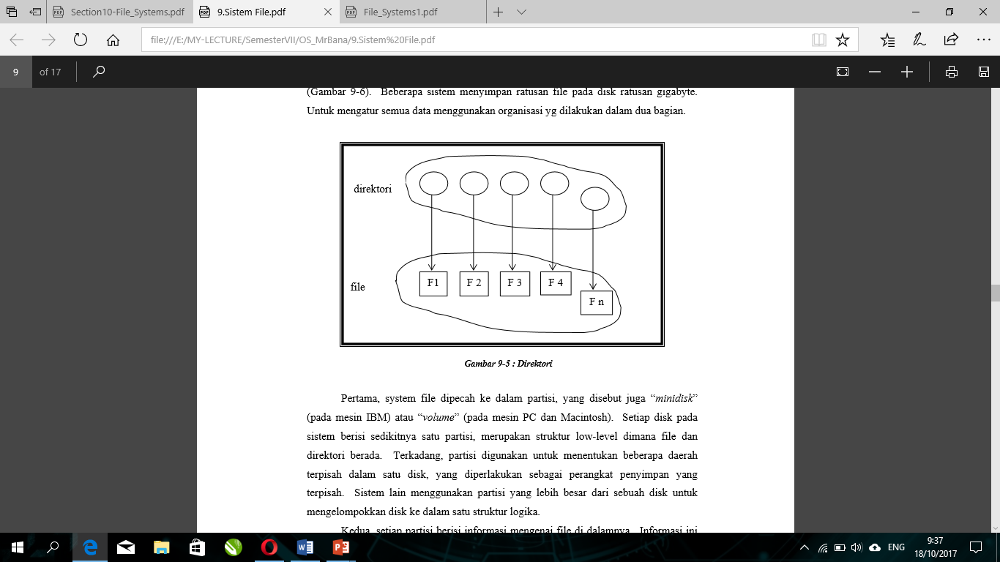 Section10-File_Systems.pdf
9.Sistem File.pdf
File_Systems1.pdf
file:///E:/MY-LECTURE/SemesterVII/OS_MrBana/9.Sistem%20File.pdf
9 of 17
(Gambar 9-6). Beberapa sistem menyimpan ratusan file pada disk ratusan gigabyte.
Untuk mengatur semua data menggunakan organisasi yg dilakukan dalam dua bagian.
direktori
file
F1 F 2 F 3 F 4
F n
Gambar 9-5 : Direktori
Pertama, system file dipecah ke dalam partisi, yang disebut juga “minidisk”
(pada mesin IBM) atau “volume” (pada mesin PC dan Macintosh). Setiap disk pada
sistem berisi sedikitnya satu partisi, merupakan struktur low-level dimana file dan
direktori berada. Terkadang, partisi digunakan untuk menentukan beberapa daerah
terpisah dalam satu disk, yang diperlakukan sebagai perangkat penyimpan yang
terpisah. Sistem lain menggunakan partisi yang lebih besar dari sebuah disk untuk
mengelompokkan disk ke dalam satu struktur logika.
Kedua, setiap partisi berisi informasi mengenai file di dalamnya. Informasi ini
ENG
9:37
18/10/2017